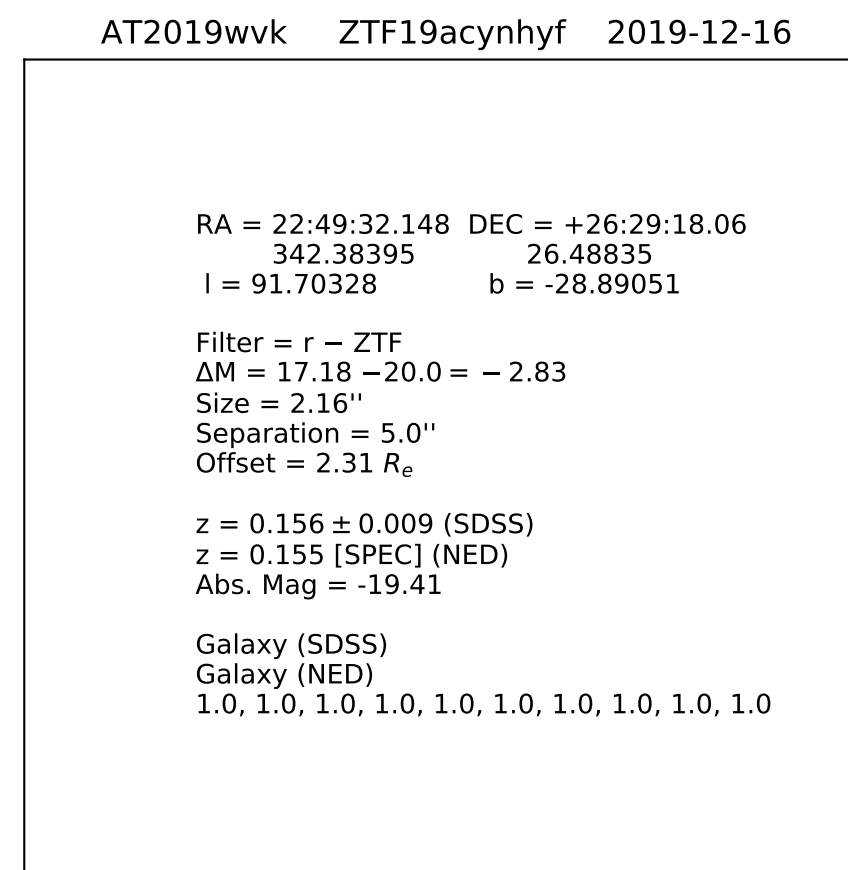 AT2019wvk ZTF19acynhyf 2019-12-16
RA = 22:49:32.148 DEC = +26:29:18.06
342.38395 26.48835
l = 91.70328 b = -28.89051
Filter = r − ZTF
ΔM = 17.18 −20.0 = − 2.83
Size = 2.16''
Separation = 5.0''
Offset = 2.31 Re
z = 0.156 ± 0.009 (SDSS)
z = 0.155 [SPEC] (NED)
Abs. Mag = -19.41
Galaxy (SDSS)
Galaxy (NED)
1.0, 1.0, 1.0, 1.0, 1.0, 1.0, 1.0, 1.0, 1.0, 1.0